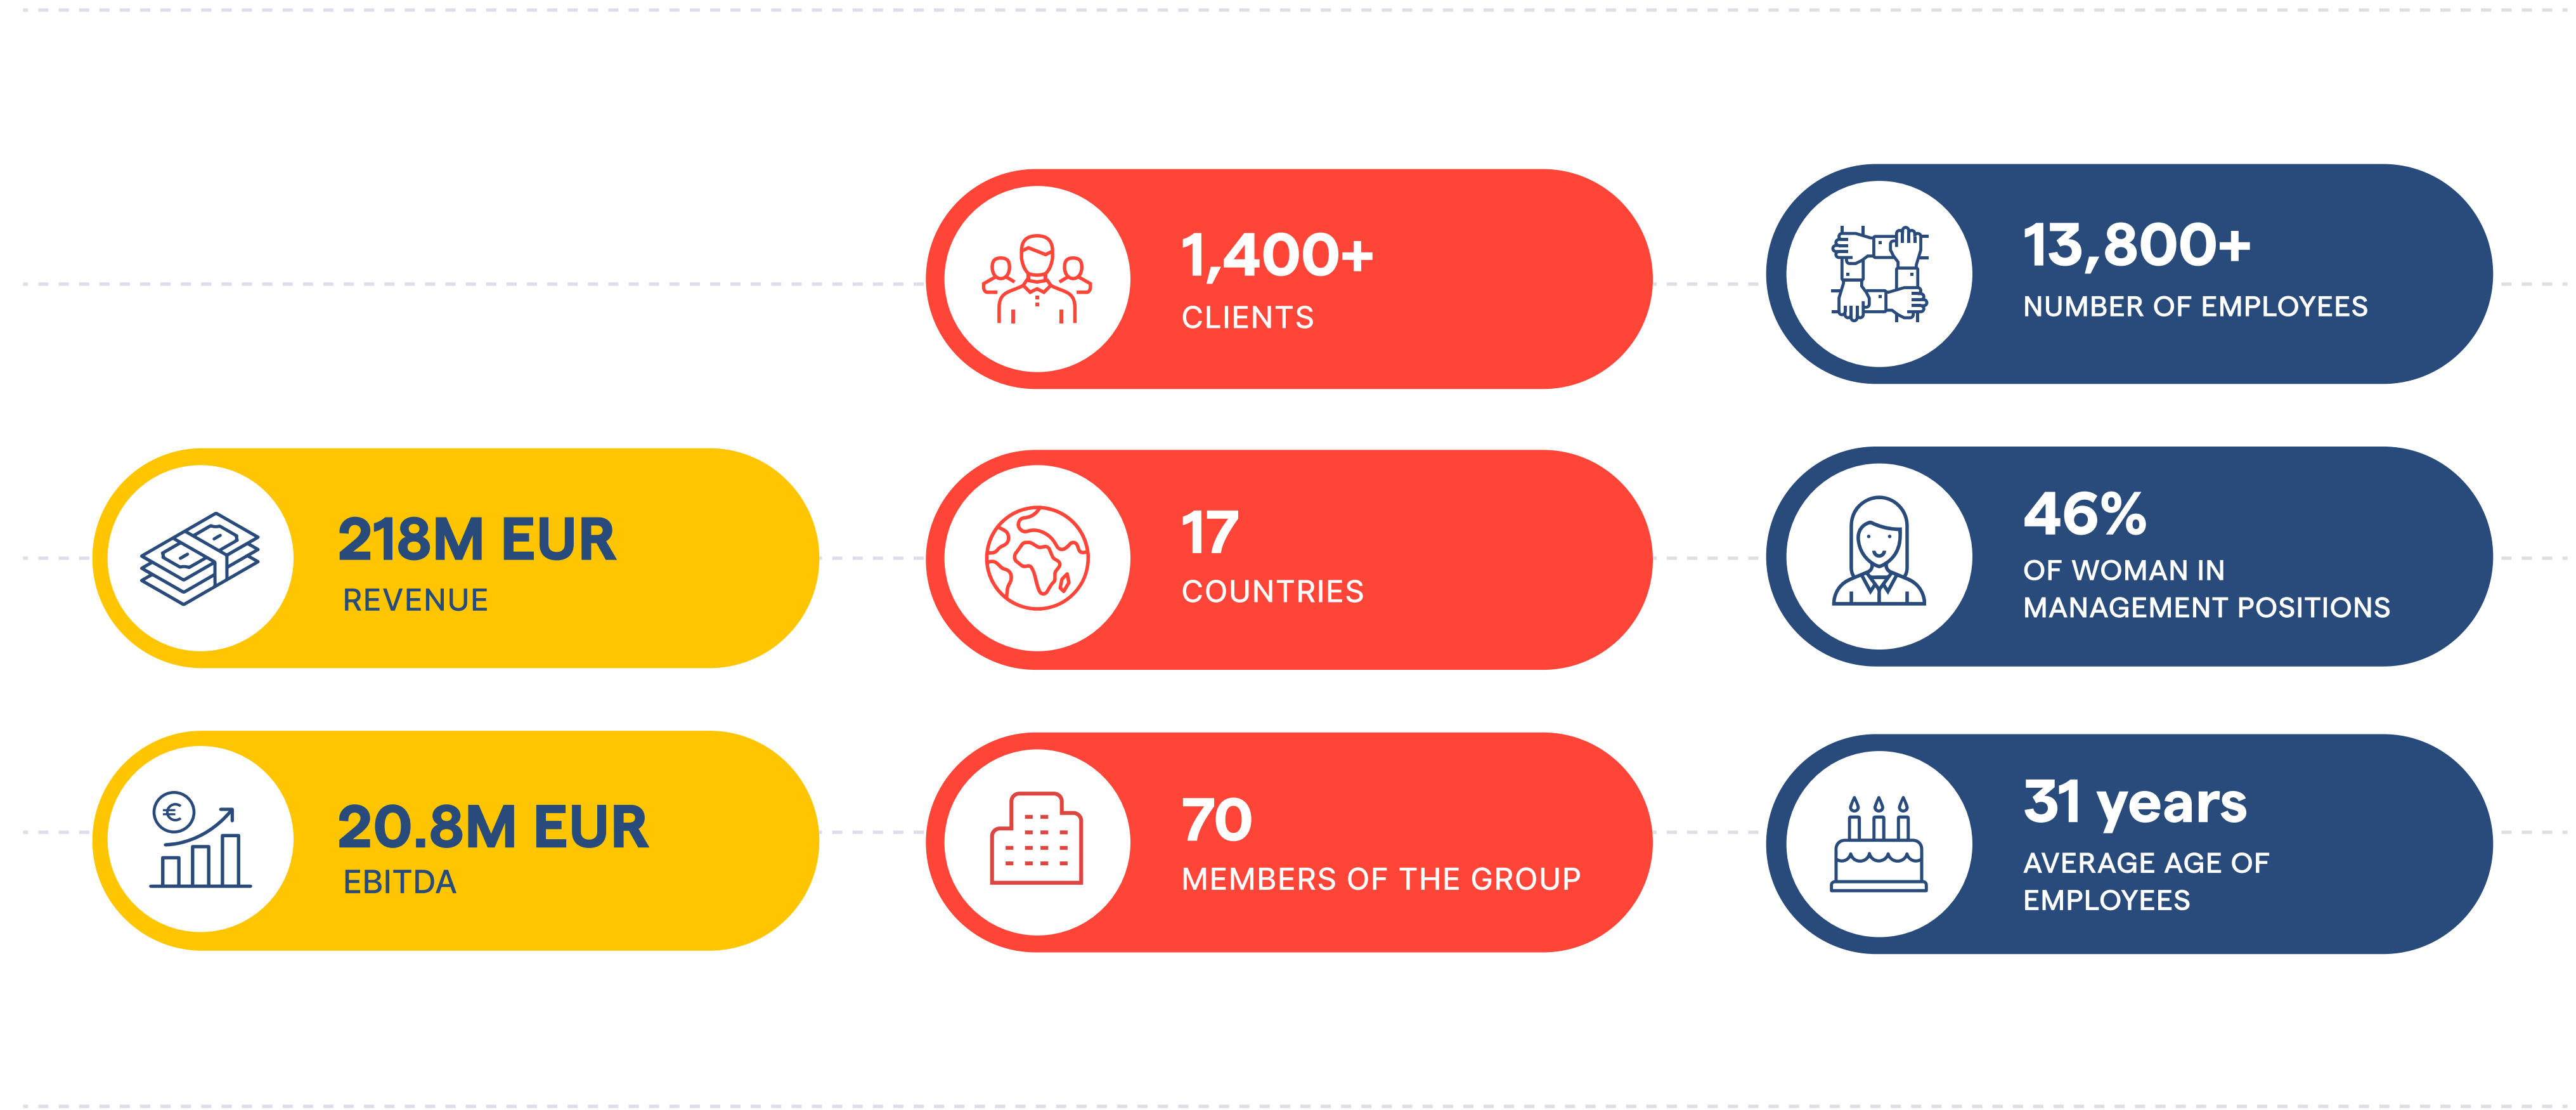 218M EUR
REVENUE
€
20.8M EUR
EBITDA
1,400+
CLIENTS
17
COUNTRIES
70
MEMBERS OF THE GROUP
13,800+
NUMBER OF EMPLOYEES
46%
OF WOMAN IN
MANAGEMENT POSITIONS
31 years
AVERAGE AGE OF
EMPLOYEES